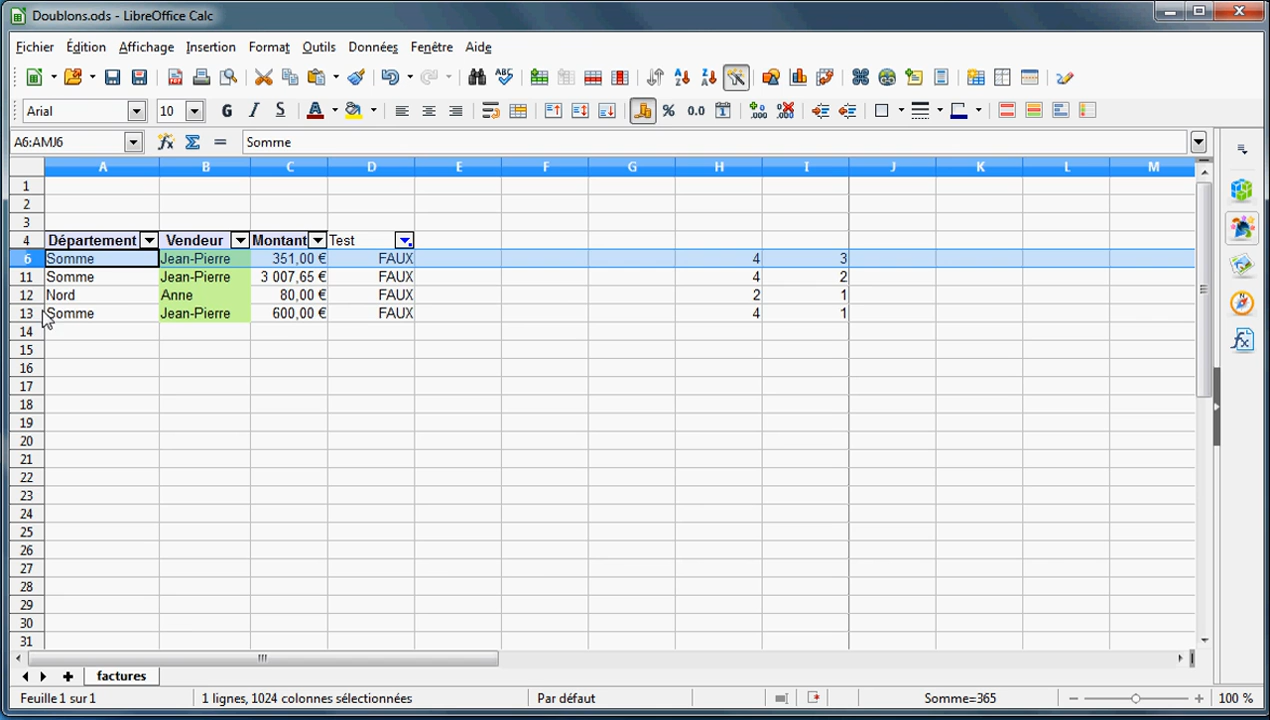 Doublons.ods - LibreOffice Calc
Fichier Édition Affichage Insertion Format Outils Données Fenêtre Aide
Arial 10 G I S A % 0.0
A6:AMJ6 Σ = Somme
A B C D E F G H I J K L M
1
2
3
4 Département Vendeur Montant Test
6 Somme Jean-Pierre 351,00 € FAUX 4 3
11 Somme Jean-Pierre 3 007,65 € FAUX 4 2
12 Nord Anne 80,00 € FAUX 2 1
13 Somme Jean-Pierre 600,00 € FAUX 4 1
14
15
16
17
18
19
20
21
22
23
24
25
26
27
28
29
30
31
factures
Feuille 1 sur 1 1 lignes, 1024 colonnes sélectionnées Par défaut Somme=365 100 %